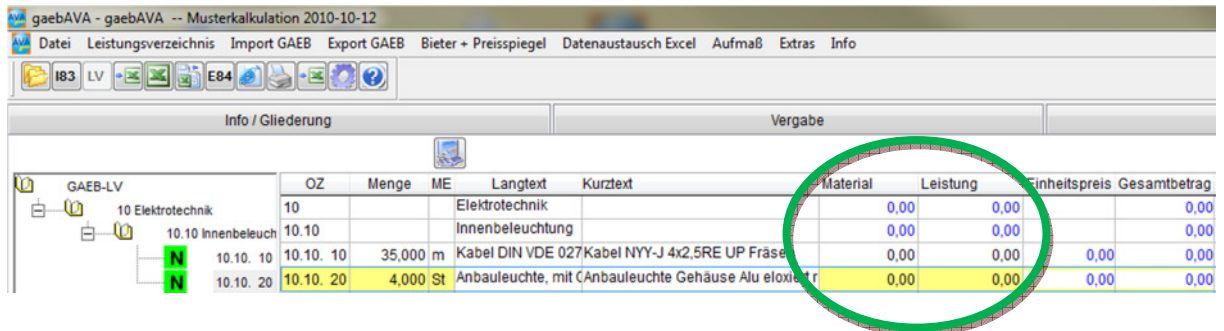 gaebAVA - gaebAVA -- Musterkalkulation 2010-10-12
Datei Leistungsverzeichnis Import GAEB Export GAEB Bieter + Preisspiegel Datenaustausch Excel Aufmaß Extras Info
I83 LV E84
Info / Gliederung Vergabe
GAEB-LV OZ Menge ME Langtext Kurztext Material Leistung Einheitspreis Gesamtbetrag
10 Elektrotechnik 10 Elektrotechnik 0,00 0,00 0,00
10.10 Innenbeleuch 10.10 Innenbeleuchtung 0,00 0,00 0,00
N 10.10. 10 10.10. 10 35,000 m Kabel DIN VDE 027 Kabel NYY-J 4x2,5RE UP Fräse 0,00 0,00 0,00 0,00
N 10.10. 20 10.10. 20 4,000 St Anbauleuchte, mit Anbauleuchte Gehäuse Alu eloxiert r 0,00 0,00 0,00 0,00